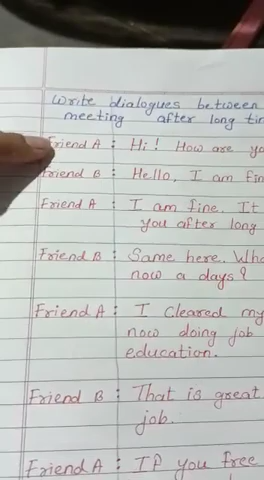 Write dialogues between
meeting after long
Friend A : Hi! How are
Friend B : Hello, I am
Friend A : I am fine. It
you after long
Friend B : Same here.
now a days?
Friend A : I cleared my
now doing job
education.
Friend B : That is great
job.
Friend A : If you free